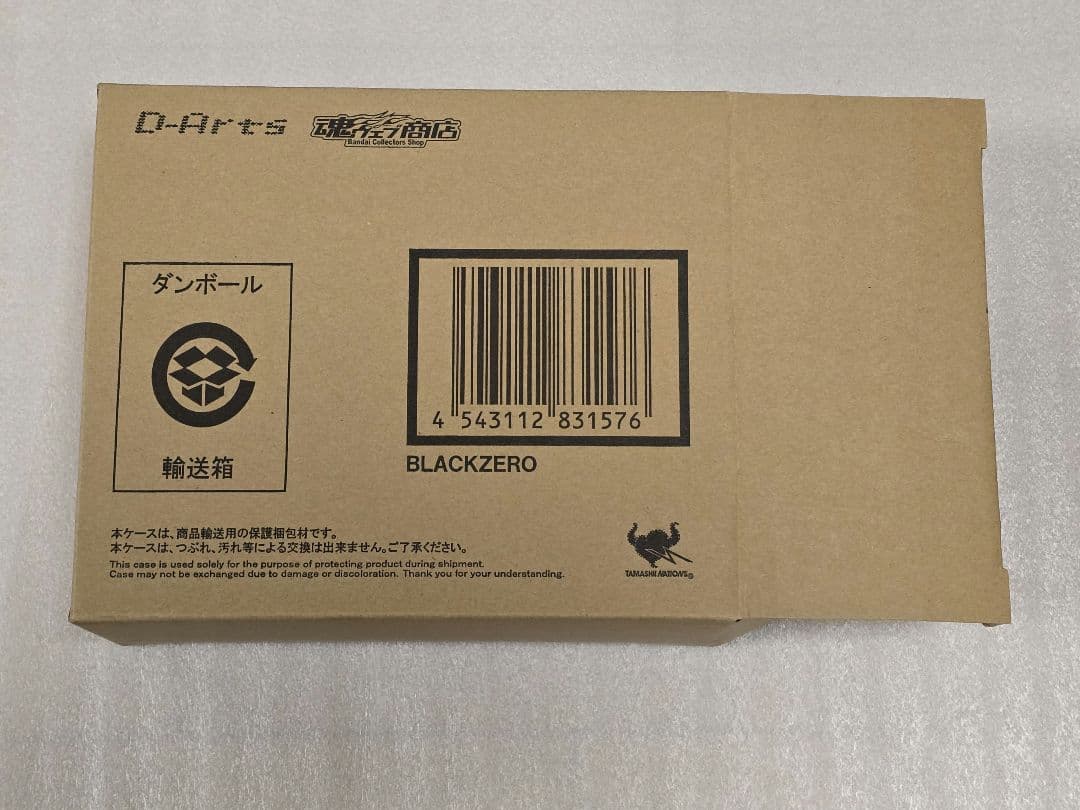 D-Arts
魂ウェブ商店
Bandai Collectors Shop
ダンボール
輸送箱
4 543112 831576
BLACKZERO
本ケースは、商品輸送用の保護梱包材です。
本ケースは、つぶれ、汚れ等による交換は出来ません。ご了承ください。
This case is used solely for the purpose of protecting product during shipment.
Case may not be exchanged due to damage or discoloration. Thank you for your understanding.
TAMASHII NATIONS